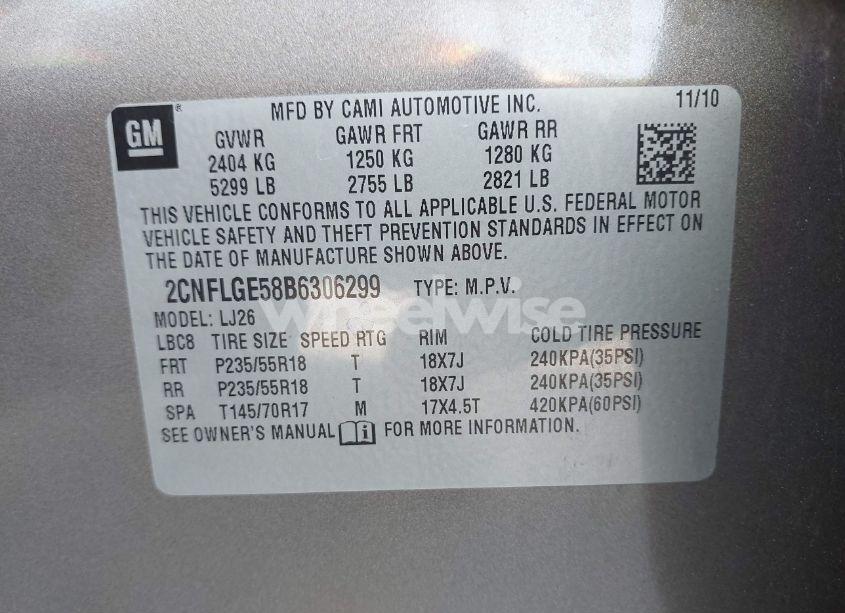 GM ® MFD BY CAMI AUTOMOTIVE INC. 11/10
GVWR GAWR FRT GAWR RR
2404 KG 1250 KG 1280 KG
5299 LB 2755 LB 2821 LB
THIS VEHICLE CONFORMS TO ALL APPLICABLE U.S. FEDERAL MOTOR
VEHICLE SAFETY AND THEFT PREVENTION STANDARDS IN EFFECT ON
THE DATE OF MANUFACTURE SHOWN ABOVE.
2CNFLGE58B6306299 TYPE: M.P.V.
wheelwise
MODEL: LJ26
LBC8 TIRE SIZE SPEED RTG RIM COLD TIRE PRESSURE
FRT P235/55R18 T 18X7J 240KPA(35PSI)
RR P235/55R18 T 18X7J 240KPA(35PSI)
SPA T145/70R17 M 17X4.5T 420KPA(60PSI)
SEE OWNER'S MANUAL i FOR MORE INFORMATION.